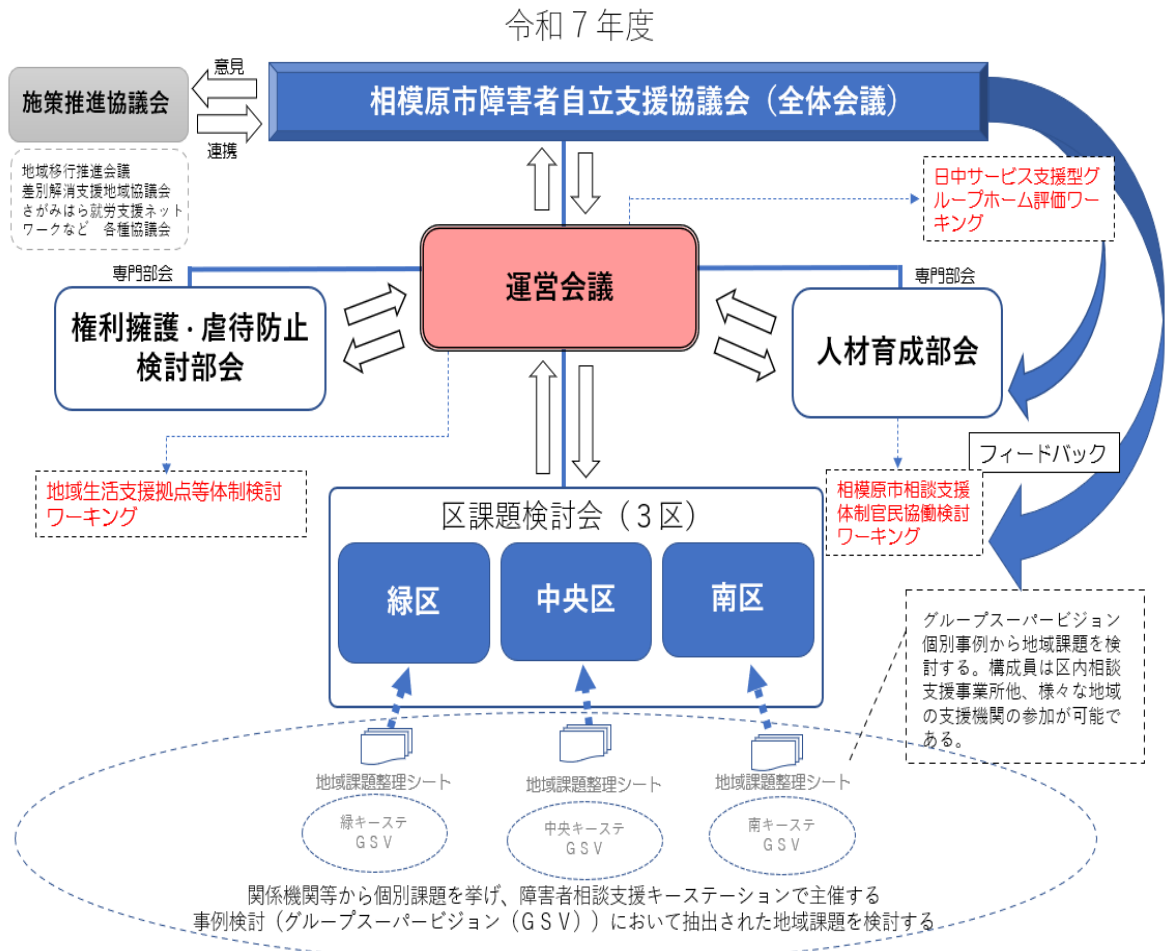 令和７年度
意見
施策推進協議会
相模原市障害者自立支援協議会（全体会議）
連携
地域移行推進会議
差別解消支援地域協議会
さがみはら就労支援ネット
ワークなど　各種協議会
日中サービス支援型グ
ループホーム評価ワー
キング
専門部会
運営会議
専門部会
権利擁護・虐待防止
検討部会
人材育成部会
フィードバック
地域生活支援拠点等体制検討
ワーキング
相模原市相談支援
体制官民協働検討
ワーキング
区課題検討会（３区）
緑区
中央区
南区
グループスーパービジョン
個別事例から地域課題を検
討する。構成員は区内相談
支援事業所他、様々な地域
の支援機関の参加が可能で
ある。
地域課題整理シート
地域課題整理シート
地域課題整理シート
緑キーステ
ＧＳＶ
中央キーステ
ＧＳＶ
南キーステ
ＧＳＶ
関係機関等から個別課題を挙げ、障害者相談支援キーステーションで主催する
事例検討（グループスーパービジョン（ＧＳＶ））において抽出された地域課題を検討する